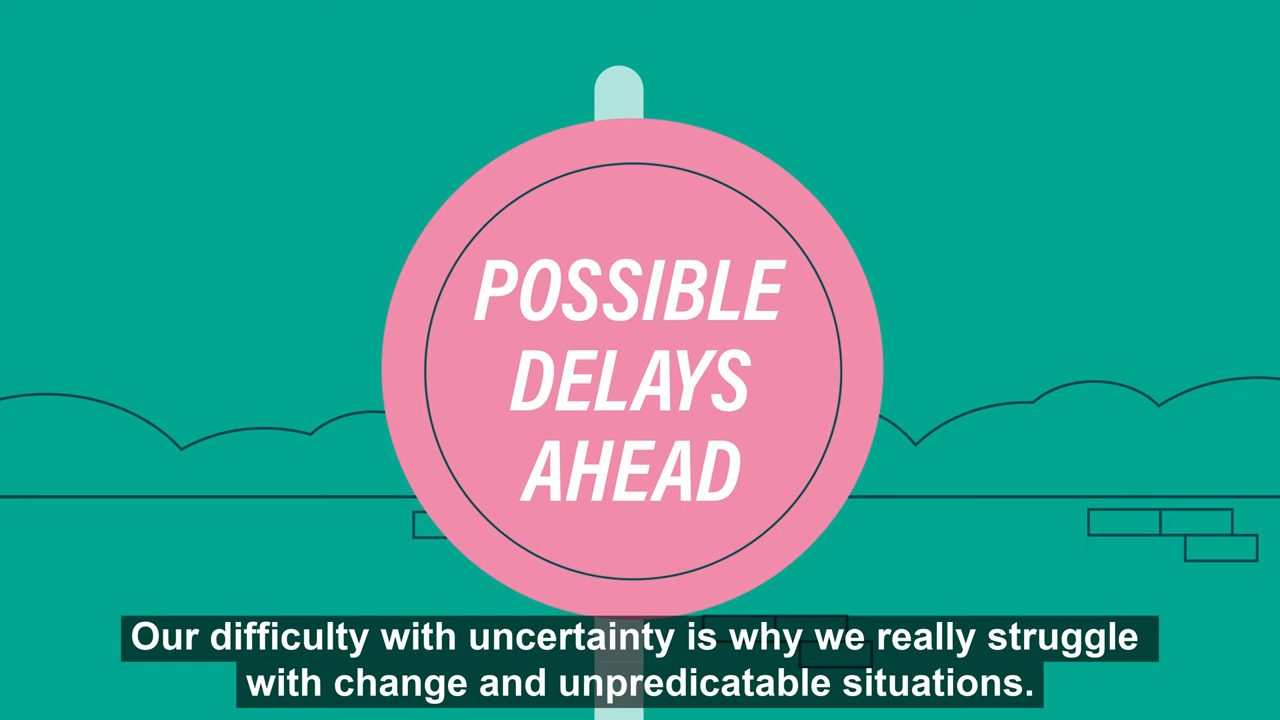 POSSIBLE
DELAYS
AHEAD
Our difficulty with uncertainty is why we really struggle
with change and unpredicatable situations.